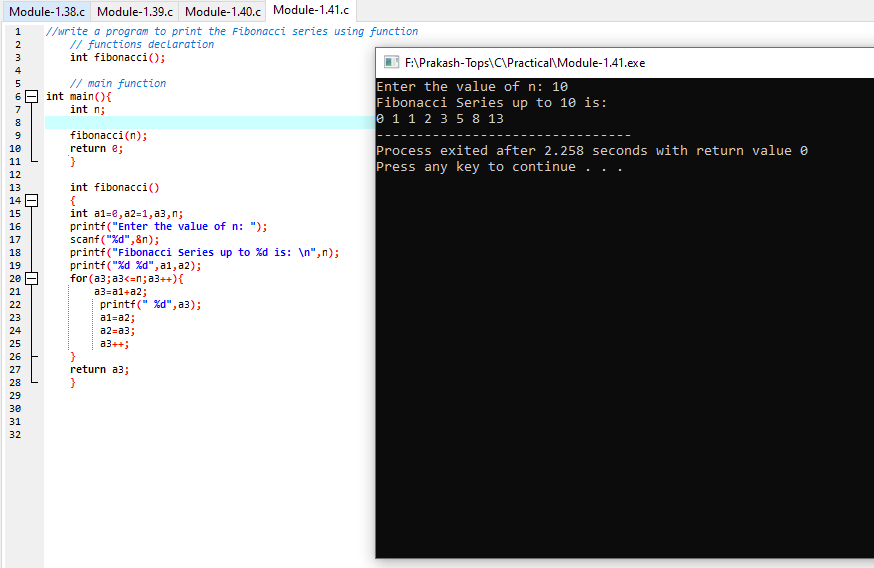 Module-1.38.c Module-1.39.c Module-1.40.c Module-1.41.c
1 //write a program to print the Fibonacci series using function
2 // functions declaration
3 int fibonacci();
4
5 // main function
6 int main(){
7 int n;
8
9 fibonacci(n);
10 return 0;
11 }
12
13 int fibonacci()
14 {
15 int a1=0,a2=1,a3,n;
16 printf("Enter the value of n: ");
17 scanf("%d",&n);
18 printf("Fibonacci Series up to %d is: \n",n);
19 printf("%d %d",a1,a2);
20 for(a3;a3<=n;a3++){
21 a3=a1+a2;
22 printf(" %d",a3);
23 a1=a2;
24 a2=a3;
25 a3++;
26 }
27 return a3;
28 }
29
30
31
32
F:\Prakash-Tops\C\Practical\Module-1.41.exe
Enter the value of n: 10
Fibonacci Series up to 10 is:
0 1 1 2 3 5 8 13
--------------------------------
Process exited after 2.258 seconds with return value 0
Press any key to continue . . .